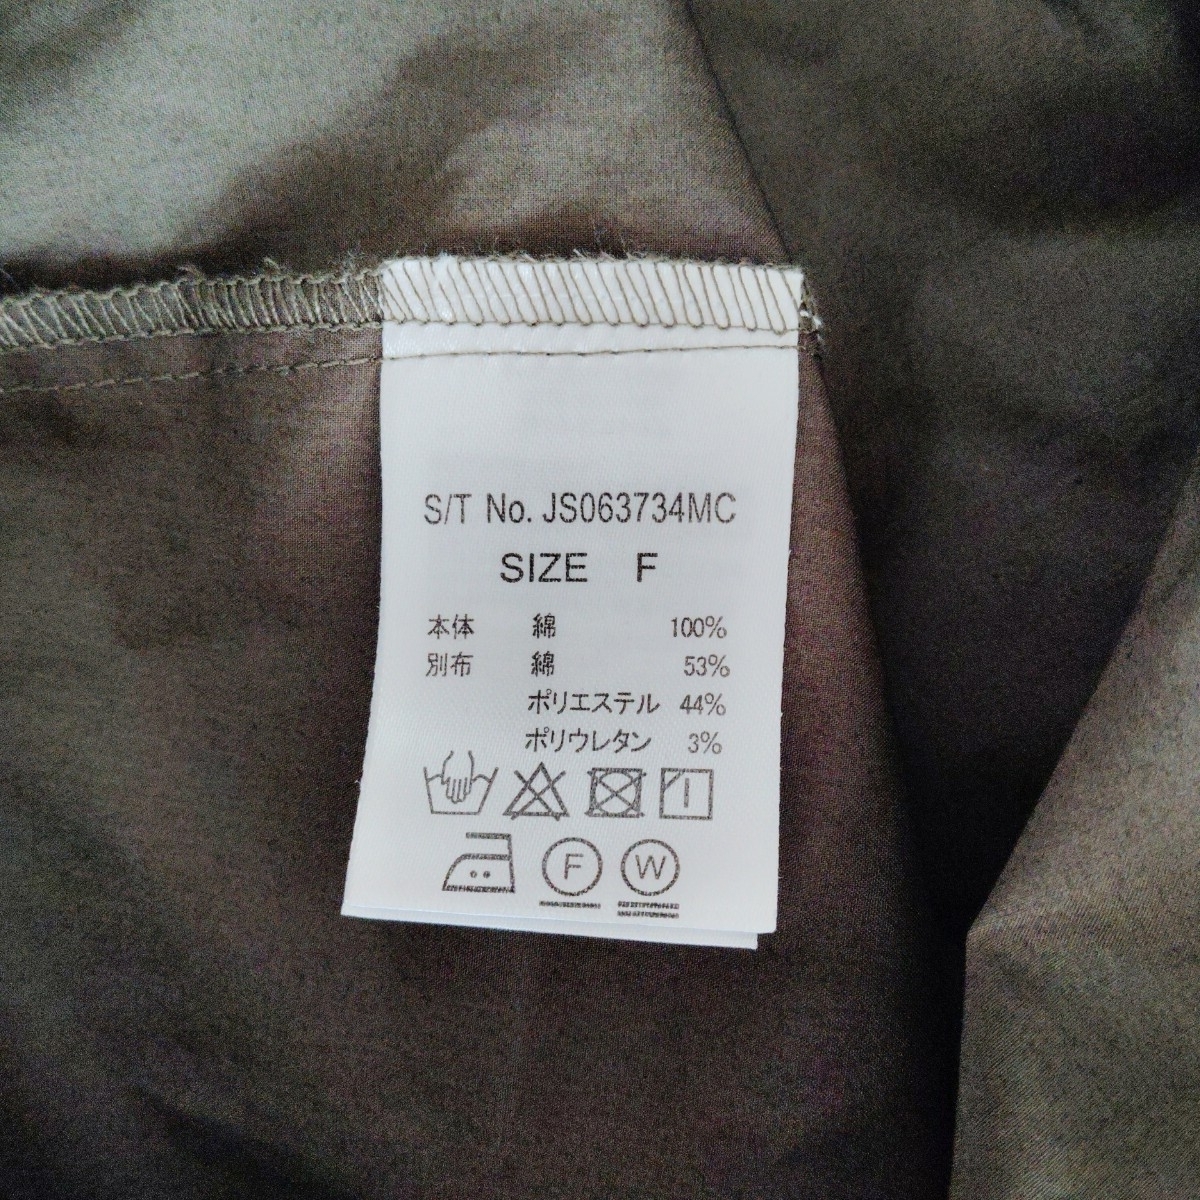 S/T No. JS063734MC
SIZE F
本体 綿 100%
別布 綿 53%
ポリエステル 44%
ポリウレタン 3%
F W